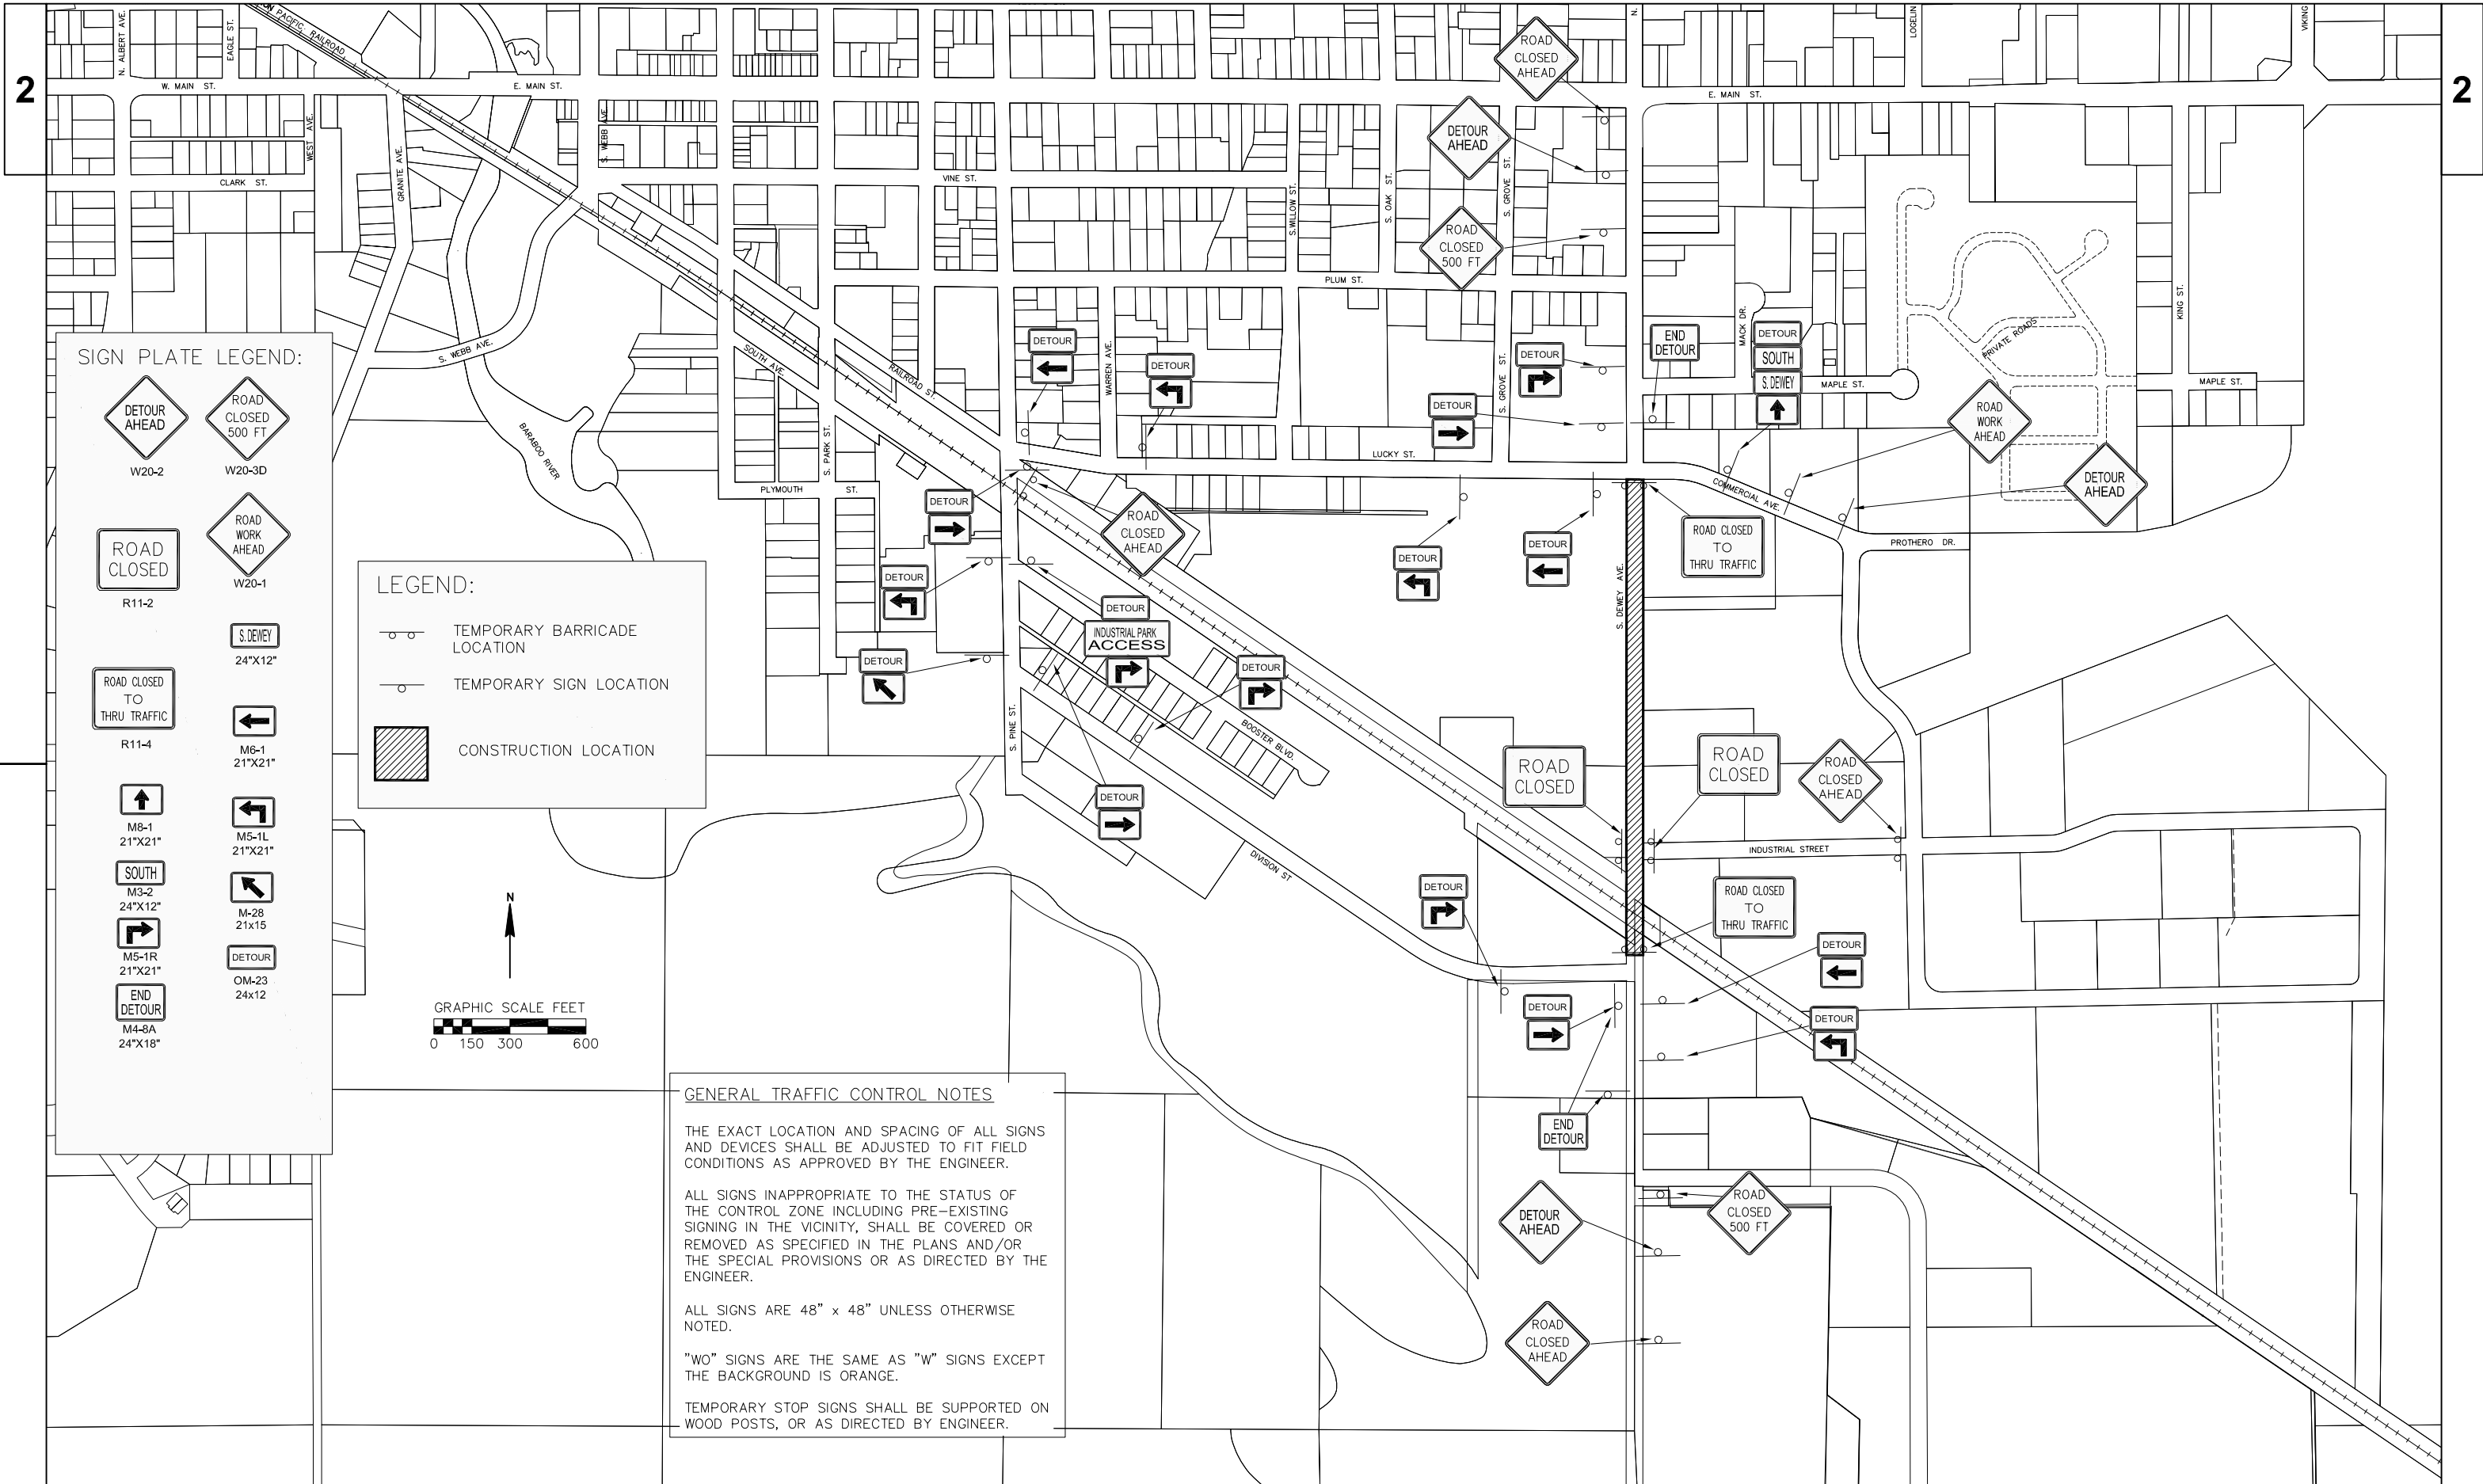 2
2
N. ALBERT AVE.
EAGLE ST.
PACIFIC RAILROAD
N.
LOGELIN
VIKING
W. MAIN ST.
E. MAIN ST.
E. MAIN ST.
WEST AVE.
GRANITE AVE.
S. WEBB AVE
CLARK ST.
VINE ST.
S.WILLOW ST.
S. OAK ST.
S. GROVE ST.
PLUM ST.
ROAD
CLOSED
AHEAD
DETOUR
AHEAD
ROAD
CLOSED
500 FT
MACK DR.
KING ST.
PRIVATE ROADS
MAPLE ST.
MAPLE ST.
S. WEBB AVE.
SOUTH AVE.
RAILROAD ST.
WARREN AVE.
S. GROVE ST.
BARABOO RIVER
S. PARK ST.
LUCKY ST.
PLYMOUTH ST.
COMMERCIAL AVE.
PROTHERO DR.
S. DEWEY AVE.
S. PINE ST.
BOOSTER BLVD.
DIVISION ST
INDUSTRIAL STREET
DETOUR
DETOUR
DETOUR
DETOUR
END
DETOUR
DETOUR
SOUTH
S. DEWEY
ROAD
WORK
AHEAD
DETOUR
AHEAD
DETOUR
ROAD
CLOSED
AHEAD
DETOUR
DETOUR
ROAD CLOSED
TO
THRU TRAFFIC
DETOUR
DETOUR
INDUSTRIAL PARK
ACCESS
DETOUR
DETOUR
DETOUR
ROAD
CLOSED
ROAD
CLOSED
ROAD
CLOSED
AHEAD
DETOUR
ROAD CLOSED
TO
THRU TRAFFIC
DETOUR
DETOUR
DETOUR
END
DETOUR
DETOUR
AHEAD
ROAD
CLOSED
500 FT
ROAD
CLOSED
AHEAD
SIGN PLATE LEGEND:
DETOUR
AHEAD
W20-2
ROAD
CLOSED
500 FT
W20-3D
ROAD
CLOSED
R11-2
ROAD
WORK
AHEAD
W20-1
S. DEWEY
24"X12"
ROAD CLOSED
TO
THRU TRAFFIC
R11-4
M6-1
21"X21"
M8-1
21"X21"
M5-1L
21"X21"
SOUTH
M3-2
24"X12"
M-28
21x15
M5-1R
21"X21"
DETOUR
OM-23
24x12
END
DETOUR
M4-8A
24"X18"
LEGEND:
TEMPORARY BARRICADE
LOCATION
TEMPORARY SIGN LOCATION
CONSTRUCTION LOCATION
N
GRAPHIC SCALE FEET
0 150 300 600
GENERAL TRAFFIC CONTROL NOTES
THE EXACT LOCATION AND SPACING OF ALL SIGNS
AND DEVICES SHALL BE ADJUSTED TO FIT FIELD
CONDITIONS AS APPROVED BY THE ENGINEER.
ALL SIGNS INAPPROPRIATE TO THE STATUS OF
THE CONTROL ZONE INCLUDING PRE-EXISTING
SIGNING IN THE VICINITY, SHALL BE COVERED OR
REMOVED AS SPECIFIED IN THE PLANS AND/OR
THE SPECIAL PROVISIONS OR AS DIRECTED BY THE
ENGINEER.
ALL SIGNS ARE 48" x 48" UNLESS OTHERWISE
NOTED.
"WO" SIGNS ARE THE SAME AS "W" SIGNS EXCEPT
THE BACKGROUND IS ORANGE.
TEMPORARY STOP SIGNS SHALL BE SUPPORTED ON
WOOD POSTS, OR AS DIRECTED BY ENGINEER.